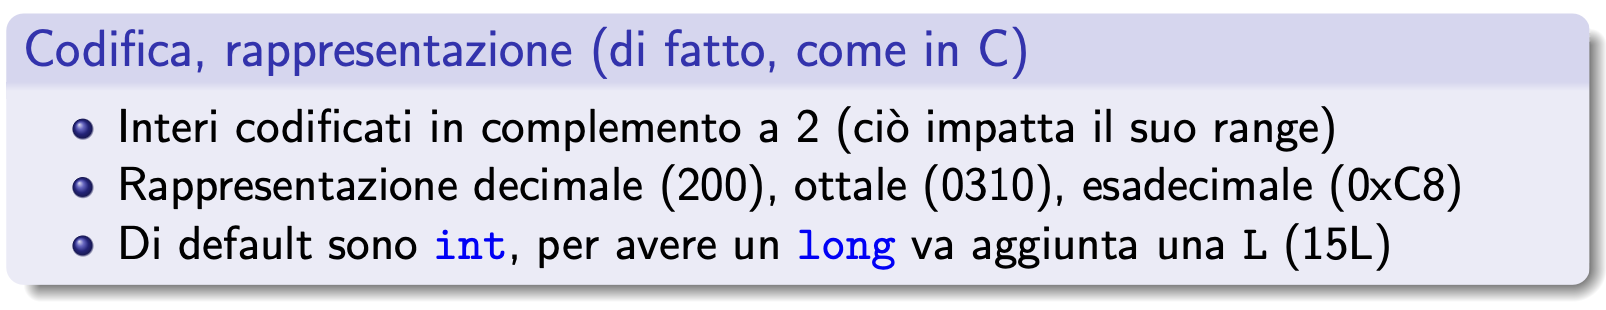 Codifica, rappresentazione (di fatto, come in C)
Interi codificati in complemento a 2 (ciò impatta il suo range)
Rappresentazione decimale (200), ottale (0310), esadecimale (0xC8)
Di default sono int, per avere un long va aggiunta una L (15L)